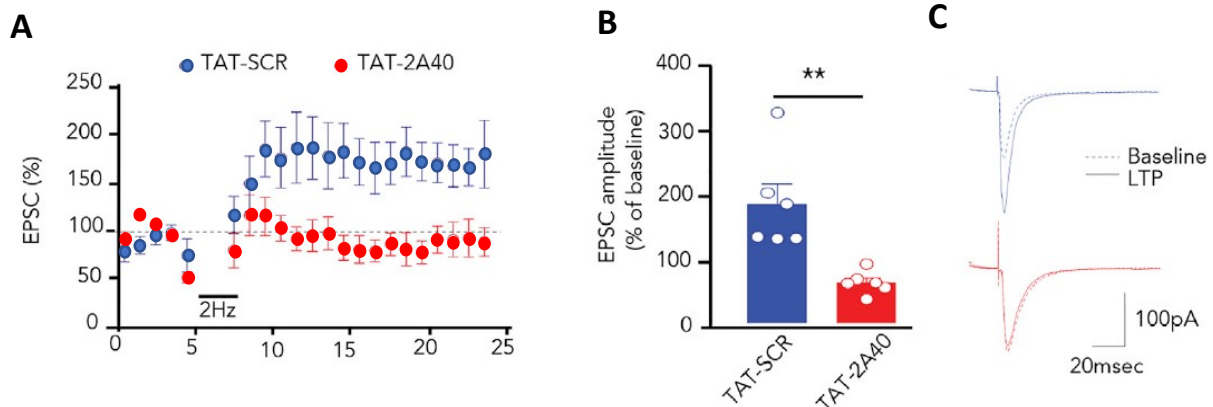 A
TAT-SCR TAT-2A40
EPSC (%)
250
200
150
100
50
0
2Hz
0 5 10 15 20 25
B
**
EPSC amplitude
(% of baseline)
400
300
200
100
400
TAT-SCR
TAT-2A40
C
Baseline
LTP
100pA
20msec